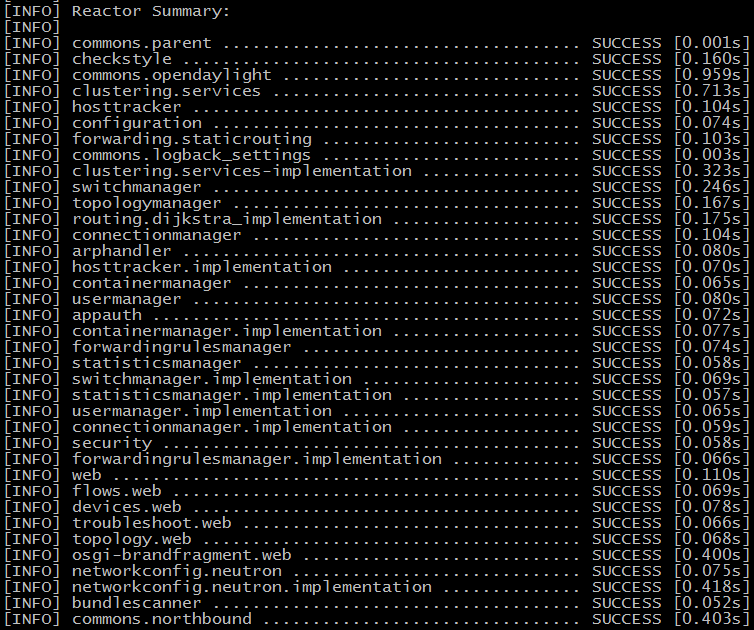 [INFO] Reactor Summary:
[INFO]
[INFO] commons.parent .................................... SUCCESS [0.001s]
[INFO] checkstyle ........................................ SUCCESS [0.160s]
[INFO] commons.opendaylight .............................. SUCCESS [0.959s]
[INFO] clustering.services ............................... SUCCESS [0.713s]
[INFO] hosttracker ....................................... SUCCESS [0.104s]
[INFO] configuration ..................................... SUCCESS [0.074s]
[INFO] forwarding.staticrouting .......................... SUCCESS [0.103s]
[INFO] commons.logback_settings .......................... SUCCESS [0.003s]
[INFO] clustering.services-implementation ................ SUCCESS [0.323s]
[INFO] switchmanager ..................................... SUCCESS [0.246s]
[INFO] topologymanager ................................... SUCCESS [0.167s]
[INFO] routing.dijkstra_implementation ................... SUCCESS [0.175s]
[INFO] connectionmanager ................................. SUCCESS [0.104s]
[INFO] arphandler ........................................ SUCCESS [0.080s]
[INFO] hosttracker.implementation ........................ SUCCESS [0.070s]
[INFO] containermanager .................................. SUCCESS [0.065s]
[INFO] usermanager ....................................... SUCCESS [0.080s]
[INFO] appauth ........................................... SUCCESS [0.072s]
[INFO] containermanager.implementation ................... SUCCESS [0.077s]
[INFO] forwardingrulesmanager ............................ SUCCESS [0.074s]
[INFO] statisticsmanager ................................. SUCCESS [0.058s]
[INFO] switchmanager.implementation ...................... SUCCESS [0.069s]
[INFO] statisticsmanager.implementation .................. SUCCESS [0.057s]
[INFO] usermanager.implementation ........................ SUCCESS [0.065s]
[INFO] connectionmanager.implementation .................. SUCCESS [0.059s]
[INFO] security .......................................... SUCCESS [0.058s]
[INFO] forwardingrulesmanager.implementation ............. SUCCESS [0.066s]
[INFO] web ............................................... SUCCESS [0.110s]
[INFO] flows.web ......................................... SUCCESS [0.069s]
[INFO] devices.web ....................................... SUCCESS [0.078s]
[INFO] troubleshoot.web .................................. SUCCESS [0.066s]
[INFO] topology.web ...................................... SUCCESS [0.068s]
[INFO] osgi-brandfragment.web ............................ SUCCESS [0.400s]
[INFO] networkconfig.neutron ............................. SUCCESS [0.075s]
[INFO] networkconfig.neutron.implementation .............. SUCCESS [0.418s]
[INFO] bundlescanner ..................................... SUCCESS [0.052s]
[INFO] commons.northbound ................................ SUCCESS [0.403s]